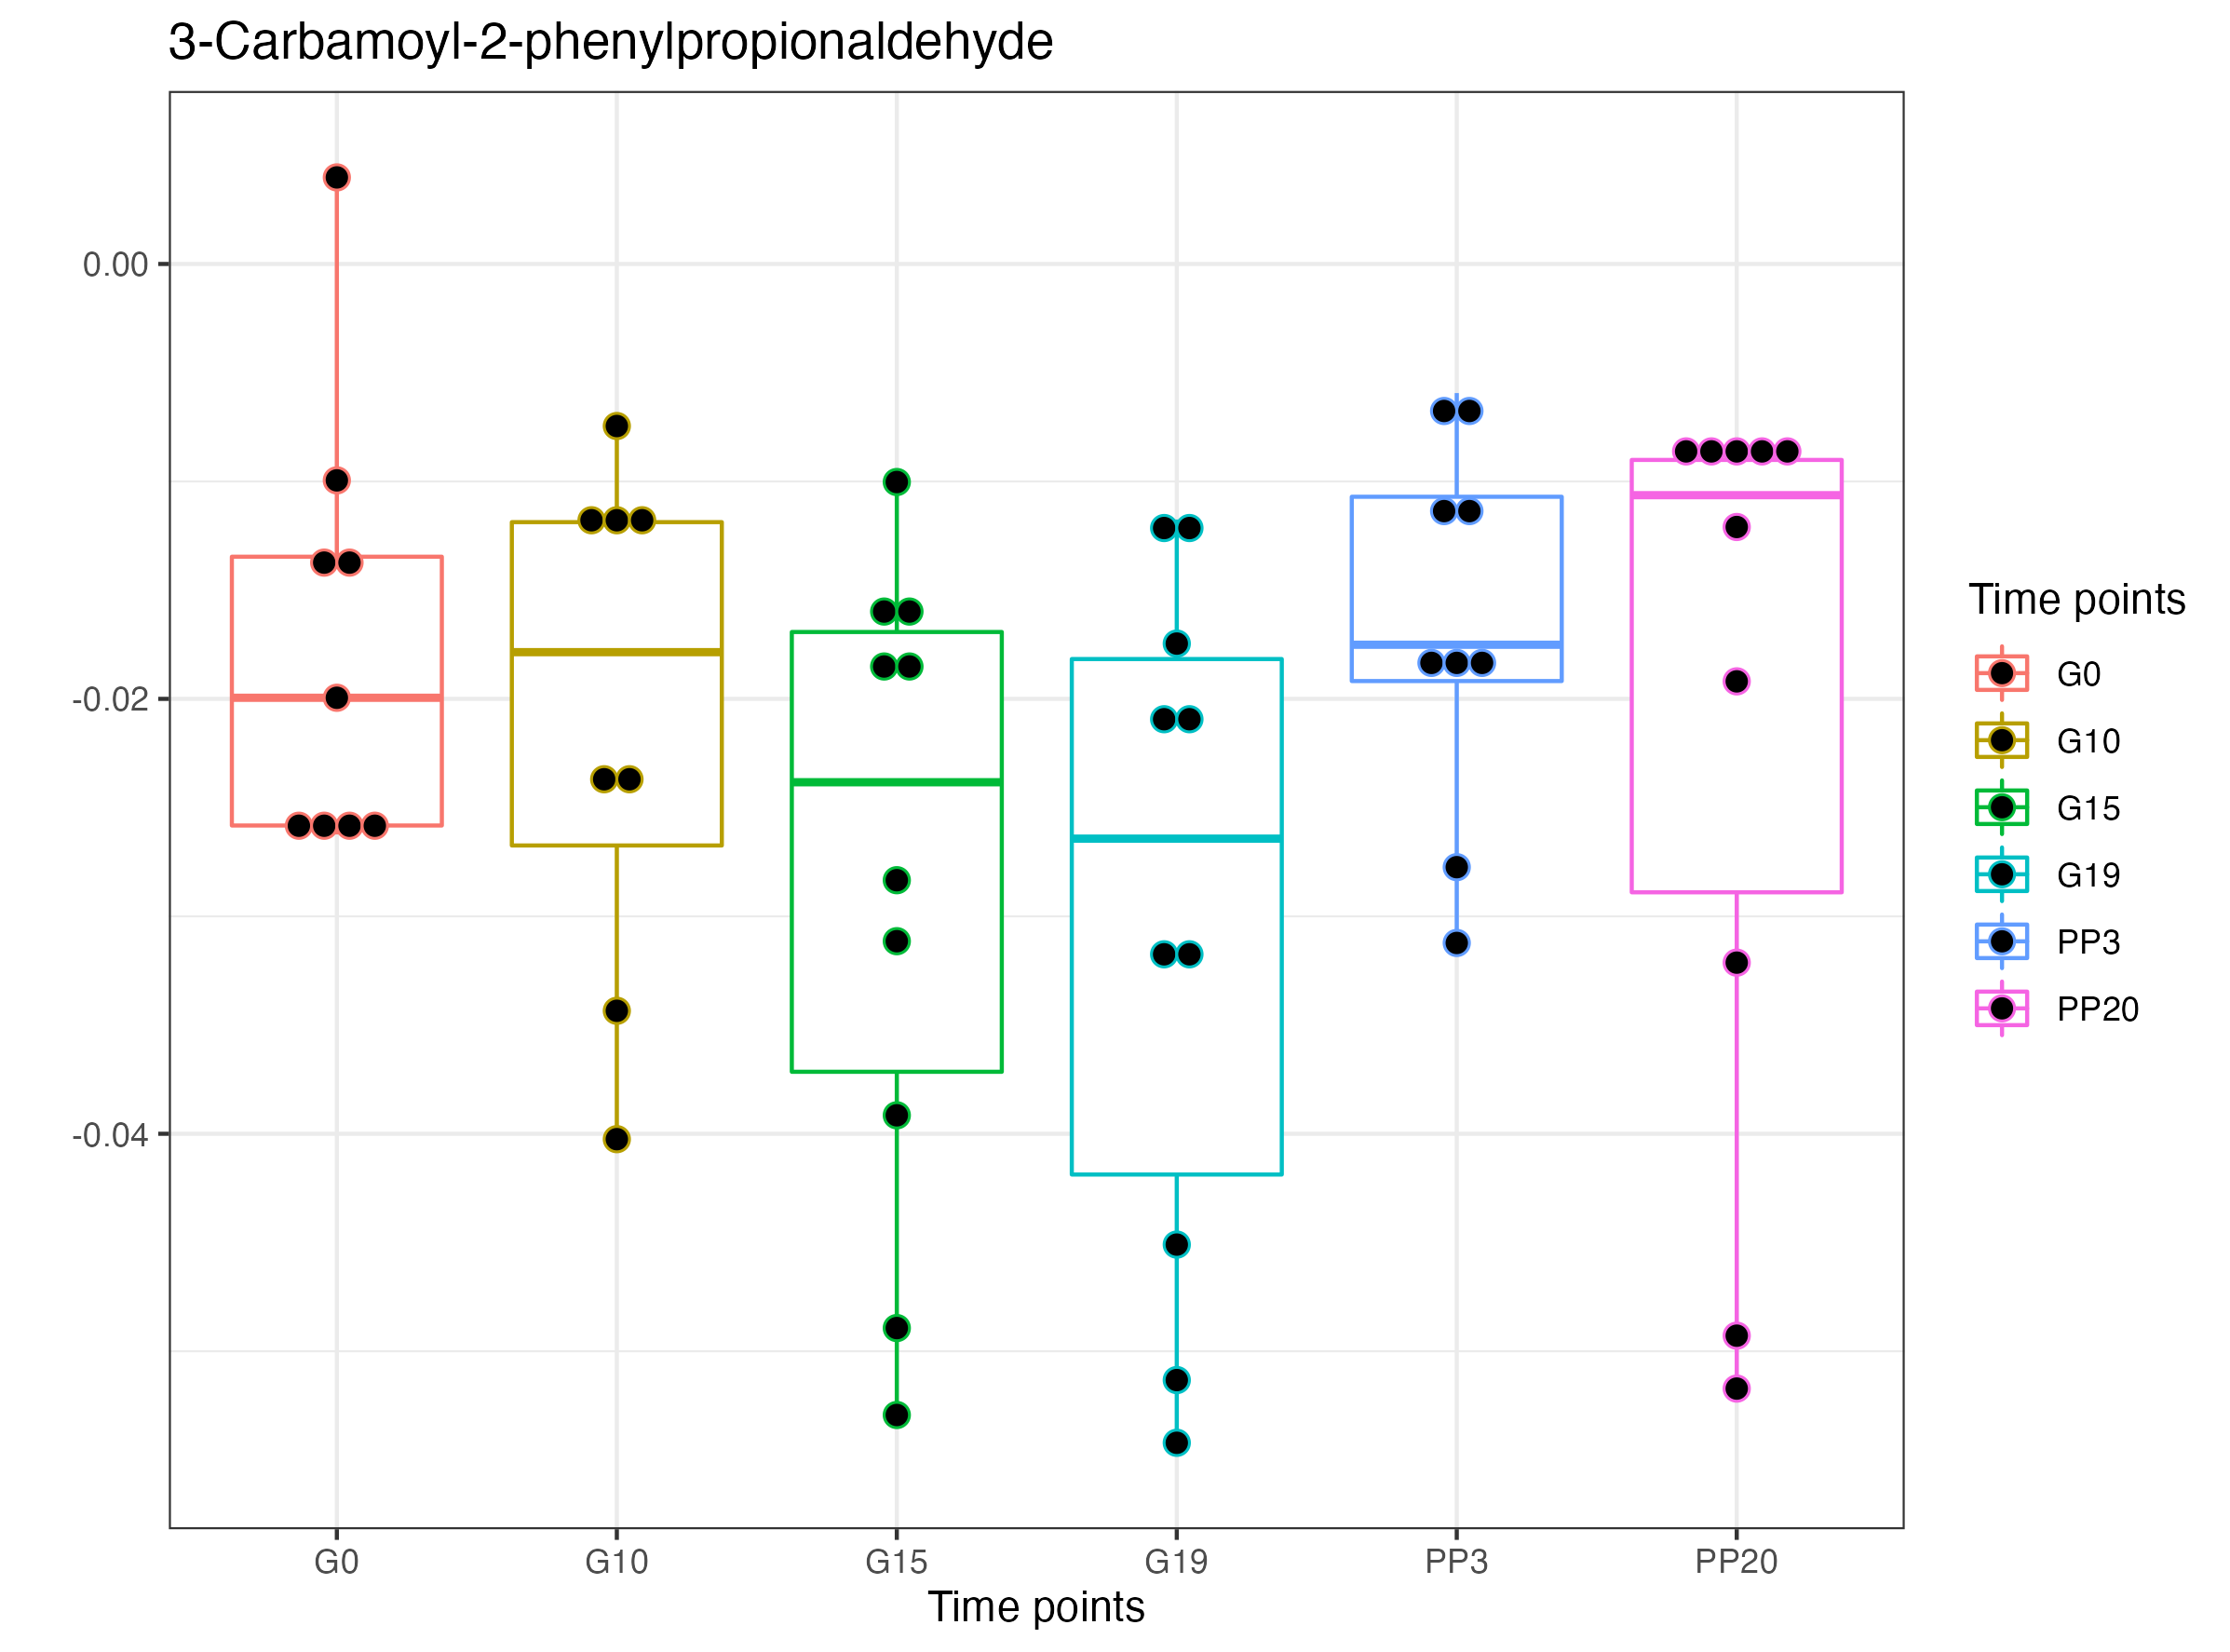 3-Carbamoyl-2-phenylpropionaldehyde
0.00
-0.02
-0.04
G0 G10 G15 G19 PP3 PP20
Time points
Time points
G0
G10
G15
G19
PP3
PP20